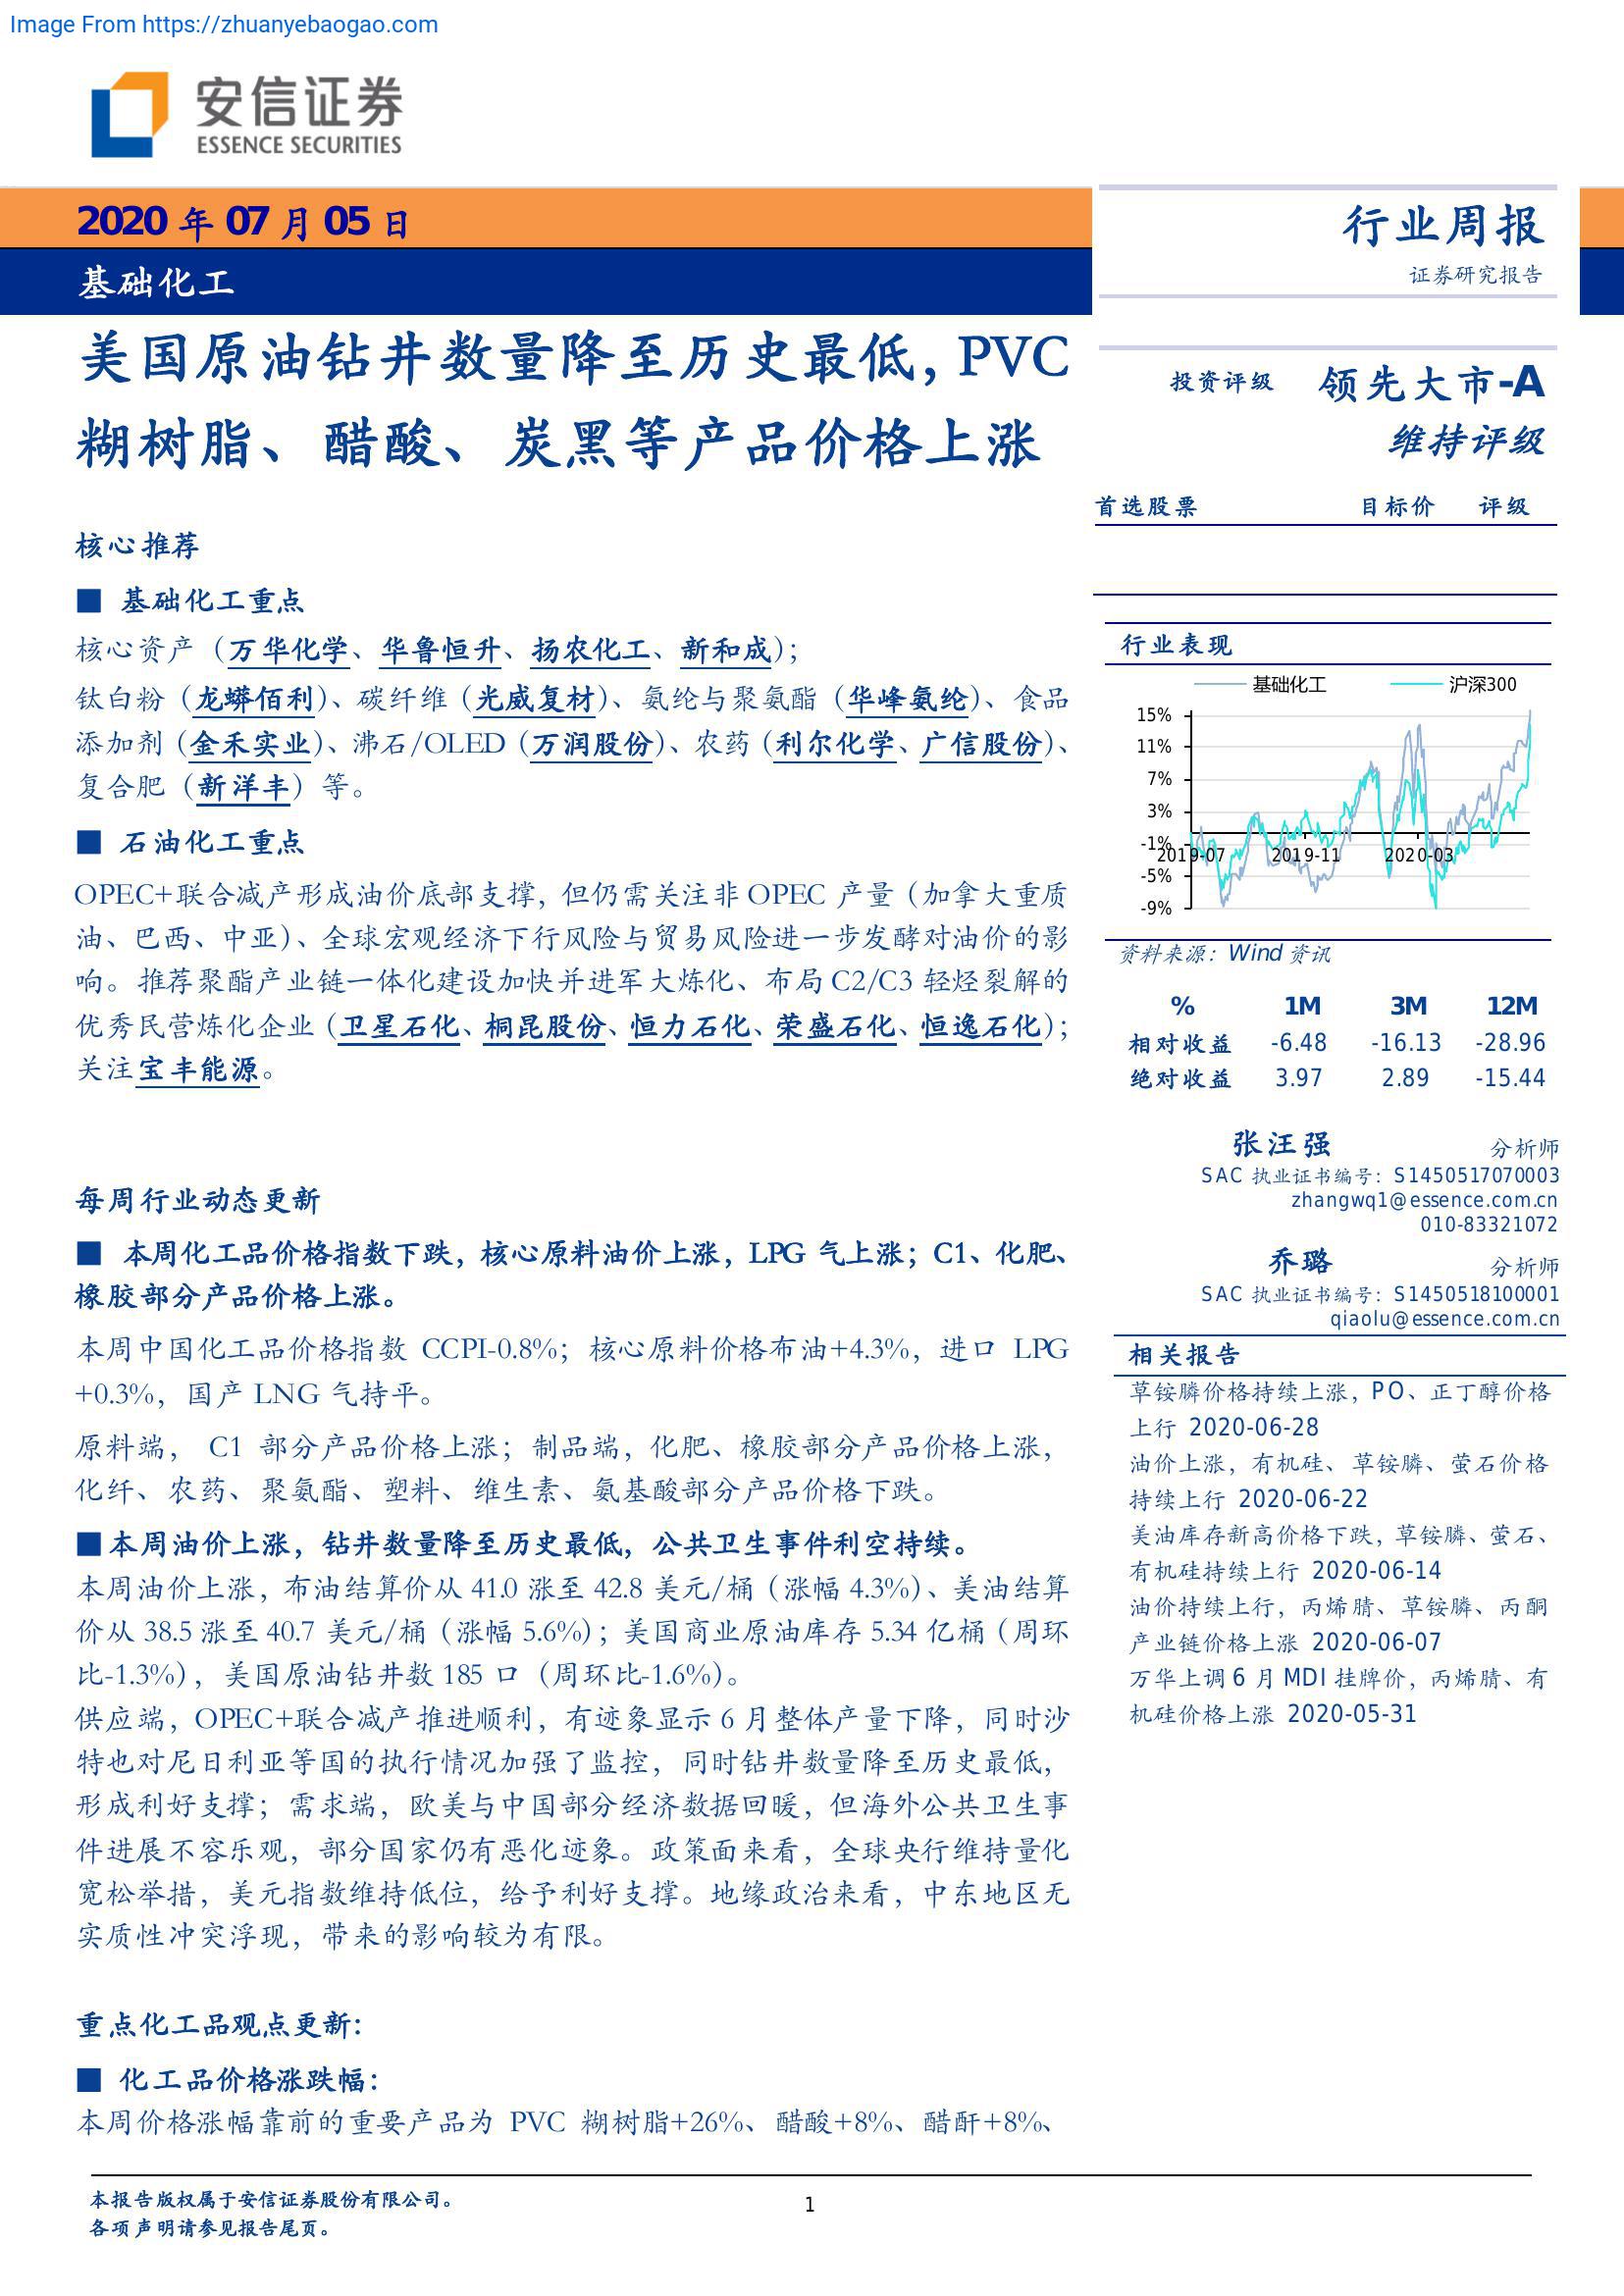 Image From https://zhuanyebaogao.com
安信证券
ESSENCE SECURITIES
2020 年 07 月 05 日
基础化工
行业周报
证券研究报告
美国原油钻井数量降至历史最低，PVC
糊树脂、醋酸、炭黑等产品价格上涨
核心推荐
■ 基础化工重点
核心资产（万华化学、华鲁恒升、扬农化工、新和成）；
钛白粉（龙蟒佰利）、碳纤维（光威复材）、氨纶与聚氨酯（华峰氨纶）、食品
添加剂（金禾实业）、沸石/OLED（万润股份）、农药（利尔化学、广信股份）、
复合肥（新洋丰）等。
■ 石油化工重点
OPEC+联合减产形成油价底部支撑，但仍需关注非 OPEC 产量（加拿大重质
油、巴西、中亚）、全球宏观经济下行风险与贸易风险进一步发酵对油价的影
响。推荐聚酯产业链一体化建设加快并进军大炼化、布局 C2/C3 轻烃裂解的
优秀民营炼化企业（卫星石化、桐昆股份、恒力石化、荣盛石化、恒逸石化）；
关注宝丰能源。
每周行业动态更新
■ 本周化工品价格指数下跌，核心原料油价上涨，LPG 气上涨；C1、化肥、
橡胶部分产品价格上涨。
本周中国化工品价格指数 CCPI-0.8%；核心原料价格布油+4.3%，进口 LPG
+0.3%，国产 LNG 气持平。
原料端， C1 部分产品价格上涨；制品端，化肥、橡胶部分产品价格上涨，
化纤、农药、聚氨酯、塑料、维生素、氨基酸部分产品价格下跌。
■ 本周油价上涨，钻井数量降至历史最低，公共卫生事件利空持续。
本周油价上涨，布油结算价从 41.0 涨至 42.8 美元/桶（涨幅 4.3%）、美油结算
价从 38.5 涨至 40.7 美元/桶（涨幅 5.6%）；美国商业原油库存 5.34 亿桶（周环
比-1.3%），美国原油钻井数 185 口（周环比-1.6%）。
供应端，OPEC+联合减产推进顺利，有迹象显示 6 月整体产量下降，同时沙
特也对尼日利亚等国的执行情况加强了监控，同时钻井数量降至历史最低，
形成利好支撑；需求端，欧美与中国部分经济数据回暖，但海外公共卫生事
件进展不容乐观，部分国家仍有恶化迹象。政策面来看，全球央行维持量化
宽松举措，美元指数维持低位，给予利好支撑。地缘政治来看，中东地区无
实质性冲突浮现，带来的影响较为有限。
重点化工品观点更新：
■ 化工品价格涨跌幅：
本周价格涨幅靠前的重要产品为 PVC 糊树脂+26%、醋酸+8%、醋酐+8%、
投资评级 领先大市-A
维持评级
首选股票 目标价 评级
行业表现
基础化工 沪深300
15%
11%
7%
3%
-1%
-5%
-9%
2019-07 2019-11 2020-03
资料来源：Wind 资讯
% 1M 3M 12M
相对收益 -6.48 -16.13 -28.96
绝对收益 3.97 2.89 -15.44
张汪强 分析师
SAC 执业证书编号：S1450517070003
zhangwq1@essence.com.cn
010-83321072
乔璐 分析师
SAC 执业证书编号：S1450518100001
qiaolu@essence.com.cn
相关报告
草铵膦价格持续上涨，PO、正丁醇价格
上行 2020-06-28
油价上涨，有机硅、草铵膦、萤石价格
持续上行 2020-06-22
美油库存新高价格下跌，草铵膦、萤石、
有机硅持续上行 2020-06-14
油价持续上行，丙烯腈、草铵膦、丙酮
产业链价格上涨 2020-06-07
万华上调 6 月 MDI 挂牌价，丙烯腈、有
机硅价格上涨 2020-05-31
本报告版权属于安信证券股份有限公司。
各项声明请参见报告尾页。
1